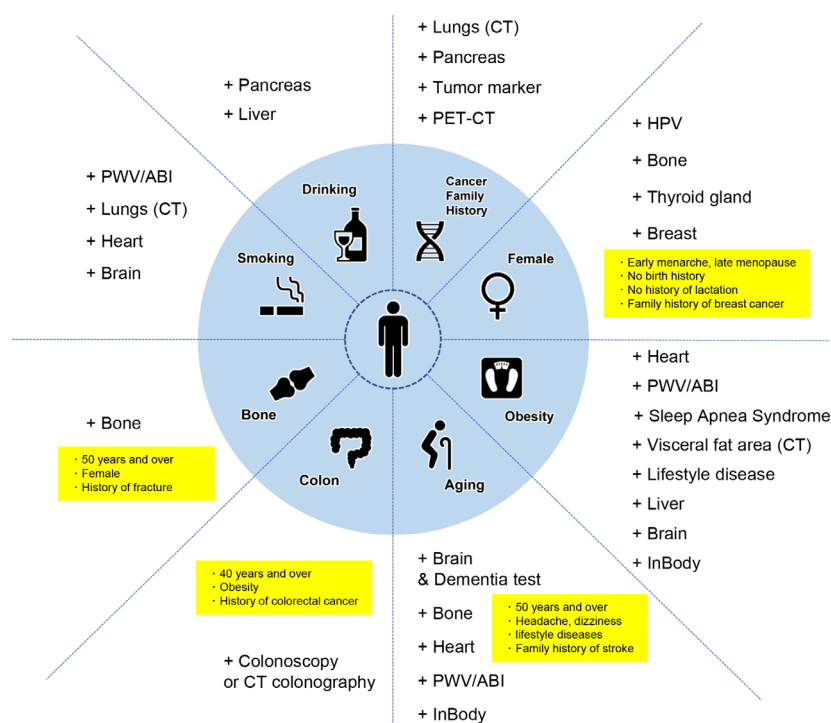 + Lungs (CT)
+ Pancreas
+ Tumor marker
+ PET-CT
+ Pancreas
+ Liver
+ HPV
+ Bone
+ Thyroid gland
+ Breast
・Early menarche, late menopause
・No birth history
・No history of lactation
・Family history of breast cancer
+ PWV/ABI
+ Lungs (CT)
+ Heart
+ Brain
Drinking
Cancer
Family
History
Smoking
Female
Bone
Obesity
Colon
Aging
+ Heart
+ PWV/ABI
+ Sleep Apnea Syndrome
+ Visceral fat area (CT)
+ Lifestyle disease
+ Liver
+ Brain
+ InBody
+ Bone
・50 years and over
・Female
・History of fracture
・40 years and over
・Obesity
・History of colorectal cancer
+ Colonoscopy
or CT colonography
+ Brain
& Dementia test
+ Bone
+ Heart
+ PWV/ABI
+ InBody
・50 years and over
・Headache, dizziness
・lifestyle diseases
・Family history of stroke